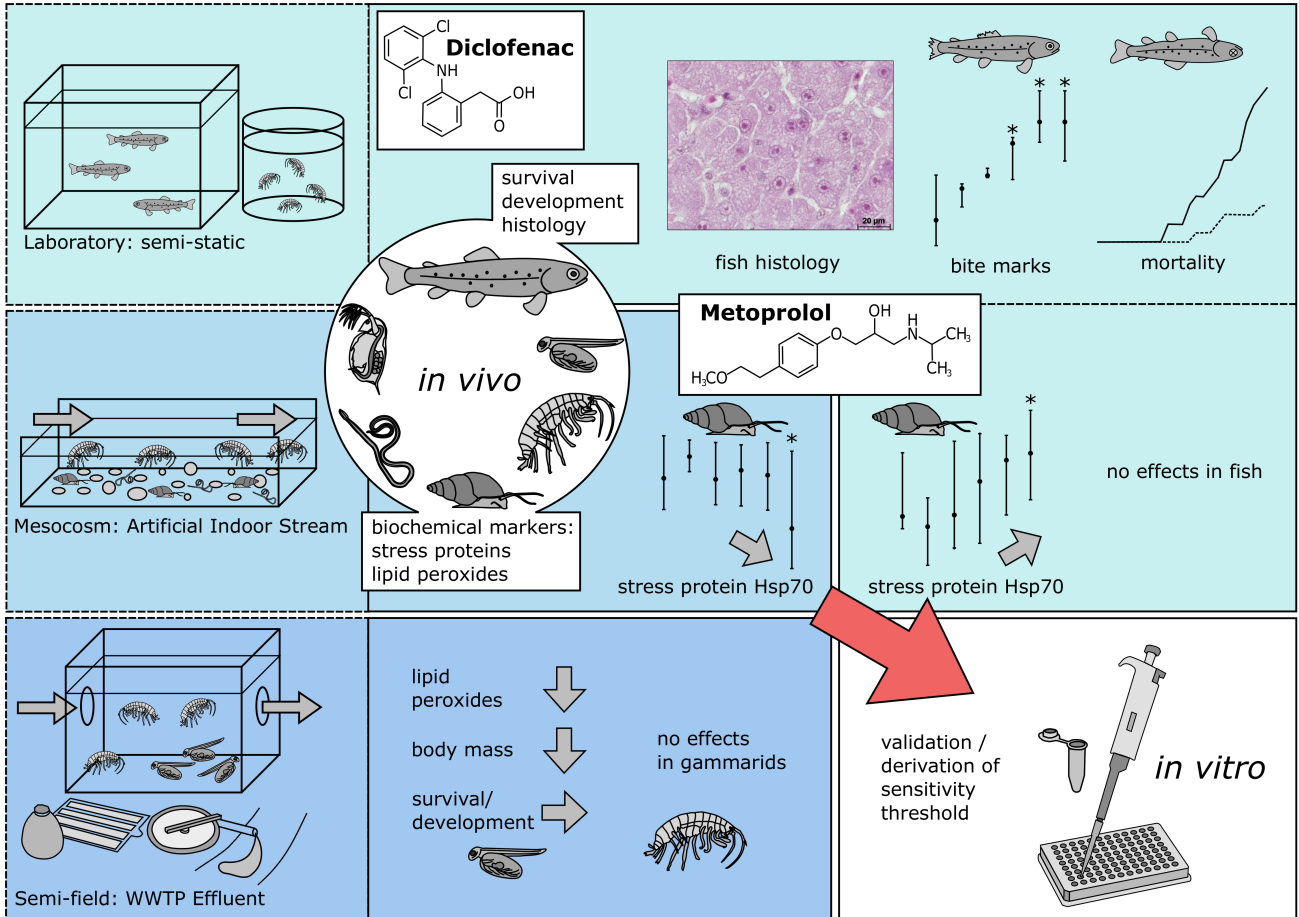 Cl
Diclofenac
NH
Cl
OH
O
*
*
*
20 µm
survival
development
histology
Laboratory: semi-static
fish histology
bite marks
mortality
Metoprolol
O
OH
H
N
CH₃
CH₃
H₃CO
in vivo
*
*
no effects in fish
Mesocosm: Artificial Indoor Stream
biochemical markers:
stress proteins
lipid peroxides
stress protein Hsp70
stress protein Hsp70
lipid
peroxides
body mass
survival/
development
no effects
in gammarids
validation /
derivation of
sensitivity
threshold
in vitro
Semi-field: WWTP Effluent